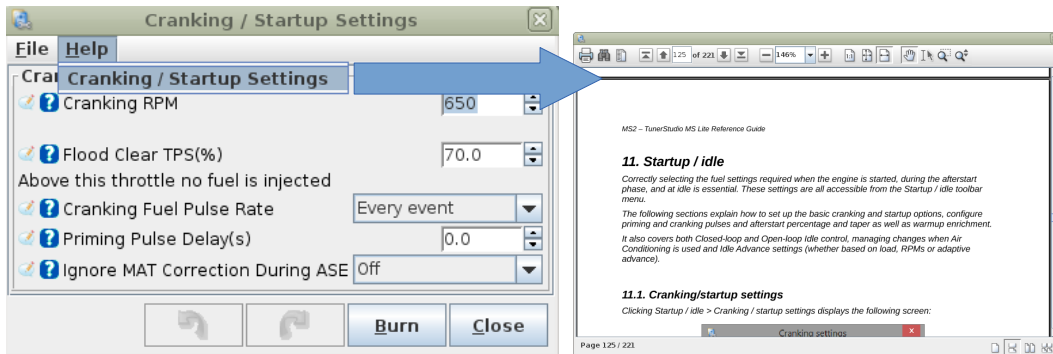 Cranking / Startup Settings
File Help
Cranking / Startup Settings
Cra
? Cranking RPM 650
? Flood Clear TPS(%) 70.0
Above this throttle no fuel is injected
? Cranking Fuel Pulse Rate Every event
? Priming Pulse Delay(s) 0.0
? Ignore MAT Correction During ASE Off
Burn Close
125 of 221 146%
MS2 – TunerStudio MS Lite Reference Guide
11. Startup / idle
Correctly selecting the fuel settings required when the engine is started, during the afterstart
phase, and at idle is essential. These settings are all accessible from the Startup / idle toolbar
menu.
The following sections explain how to set up the basic cranking and startup options, configure
priming and cranking pulses and afterstart percentage and taper as well as warmup enrichment.
It also covers both Closed-loop and Open-loop Idle control, managing changes when Air
Conditioning is used and Idle Advance settings (whether based on load, RPMs or adaptive
advance).
11.1. Cranking/startup settings
Clicking Startup / idle > Cranking / startup settings displays the following screen:
Cranking settings x
Page 125 / 221